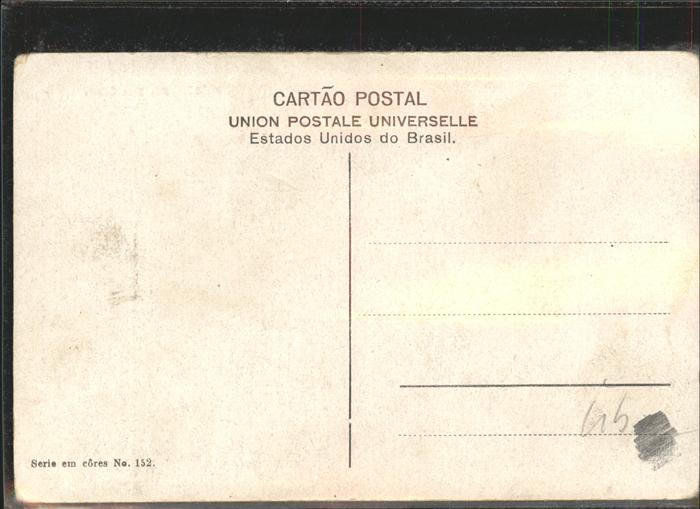 CARTÃO POSTAL
UNION POSTALE UNIVERSELLE
Estados Unidos do Brasil.
Serie em côres No. 152.